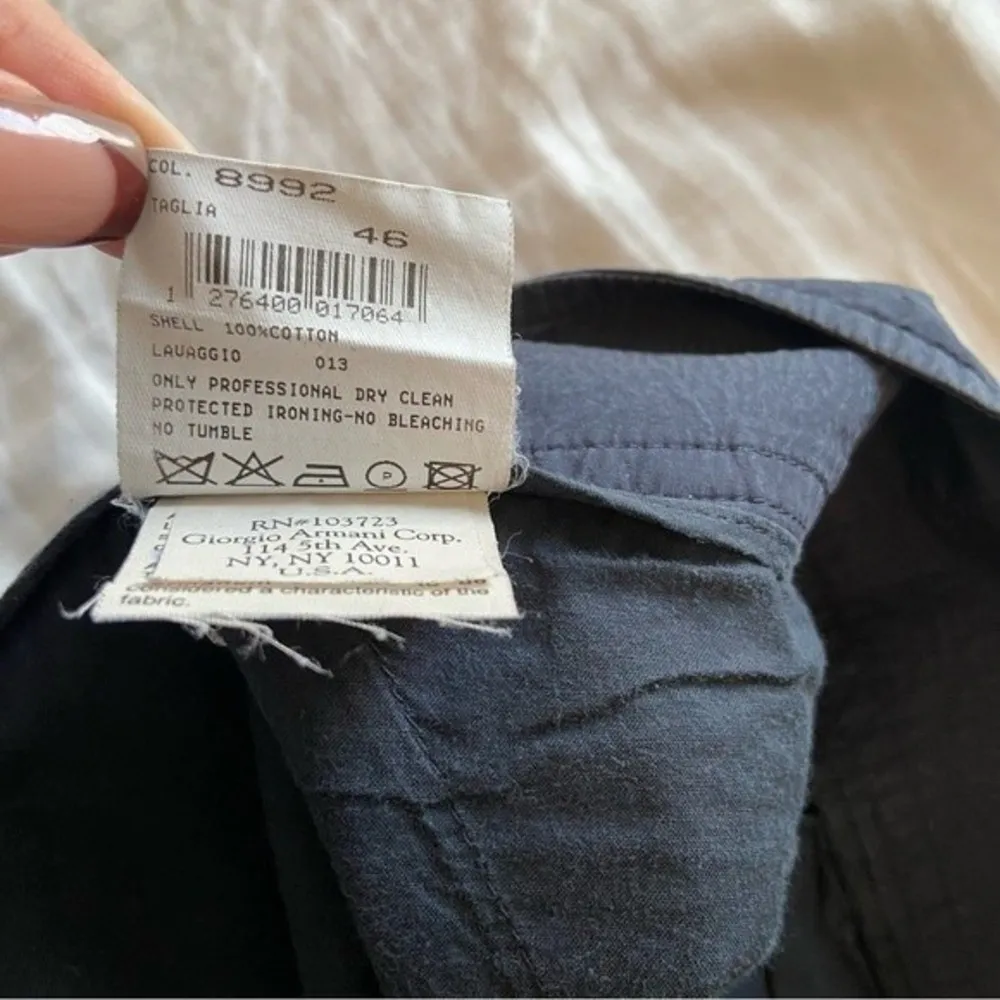 COL. 8992
TAGLIA
46
1 276400 017064
SHELL 100%COTTON
LAVAGGIO 013
ONLY PROFESSIONAL DRY CLEAN
PROTECTED IRONING-NO BLEACHING
NO TUMBLE
P
RN#103723
Giorgio Armani Corp.
114 5th Ave.
NY, NY 10011
U.S.A.
considered a characteristic of the
fabric.